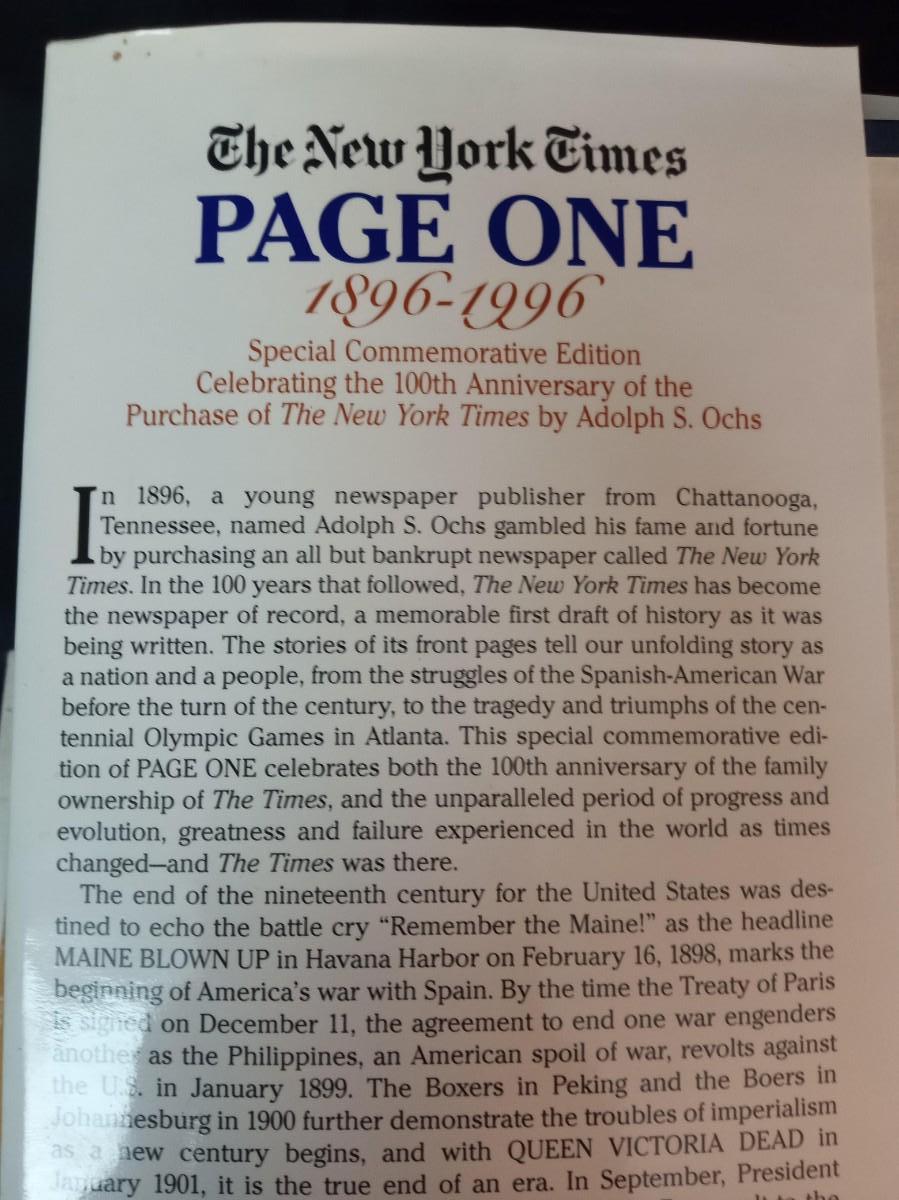 The New York Times
PAGE ONE
1896-1996
Special Commemorative Edition
Celebrating the 100th Anniversary of the
Purchase of The New York Times by Adolph S. Ochs
In 1896, a young newspaper publisher from Chattanooga,
Tennessee, named Adolph S. Ochs gambled his fame and fortune
by purchasing an all but bankrupt newspaper called The New York
Times. In the 100 years that followed, The New York Times has become
the newspaper of record, a memorable first draft of history as it was
being written. The stories of its front pages tell our unfolding story as
a nation and a people, from the struggles of the Spanish-American War
before the turn of the century, to the tragedy and triumphs of the cen-
tennial Olympic Games in Atlanta. This special commemorative edi-
tion of PAGE ONE celebrates both the 100th anniversary of the family
ownership of The Times, and the unparalleled period of progress and
evolution, greatness and failure experienced in the world as times
changed—and The Times was there.
The end of the nineteenth century for the United States was des-
tined to echo the battle cry “Remember the Maine!” as the headline
MAINE BLOWN UP in Havana Harbor on February 16, 1898, marks the
beginning of America’s war with Spain. By the time the Treaty of Paris
is signed on December 11, the agreement to end one war engenders
another as the Philippines, an American spoil of war, revolts against
the U.S. in January 1899. The Boxers in Peking and the Boers in
Johannesburg in 1900 further demonstrate the troubles of imperialism
as a new century begins, and with QUEEN VICTORIA DEAD in
January 1901, it is the true end of an era. In September, President